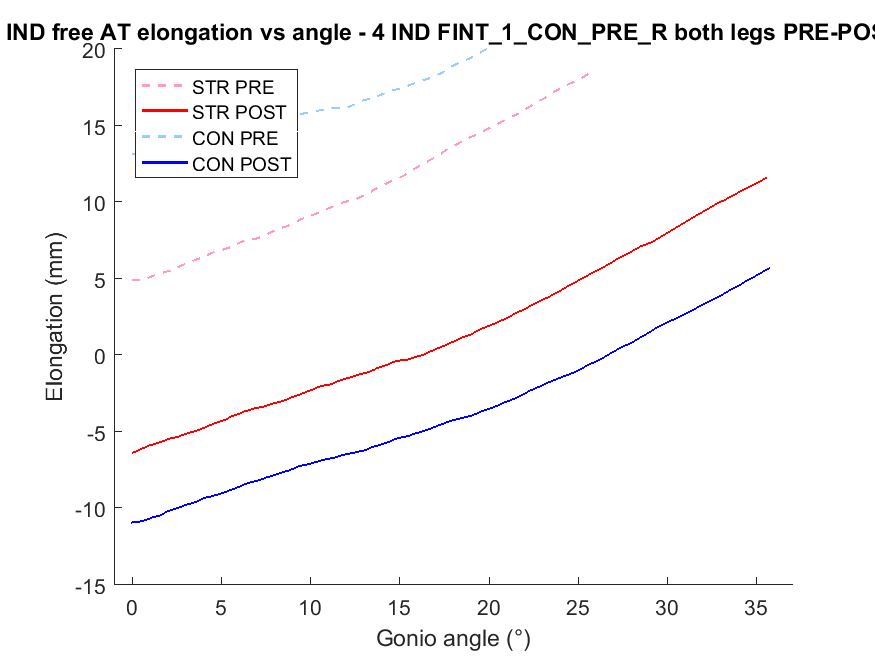 IND free AT elongation vs angle - 4 IND FINT_1_CON_PRE_R both legs PRE-POS
20
15
10
5
0
-5
-10
-15
Elongation (mm)
STR PRE
STR POST
CON PRE
CON POST
0 5 10 15 20 25 30 35
Gonio angle (°)